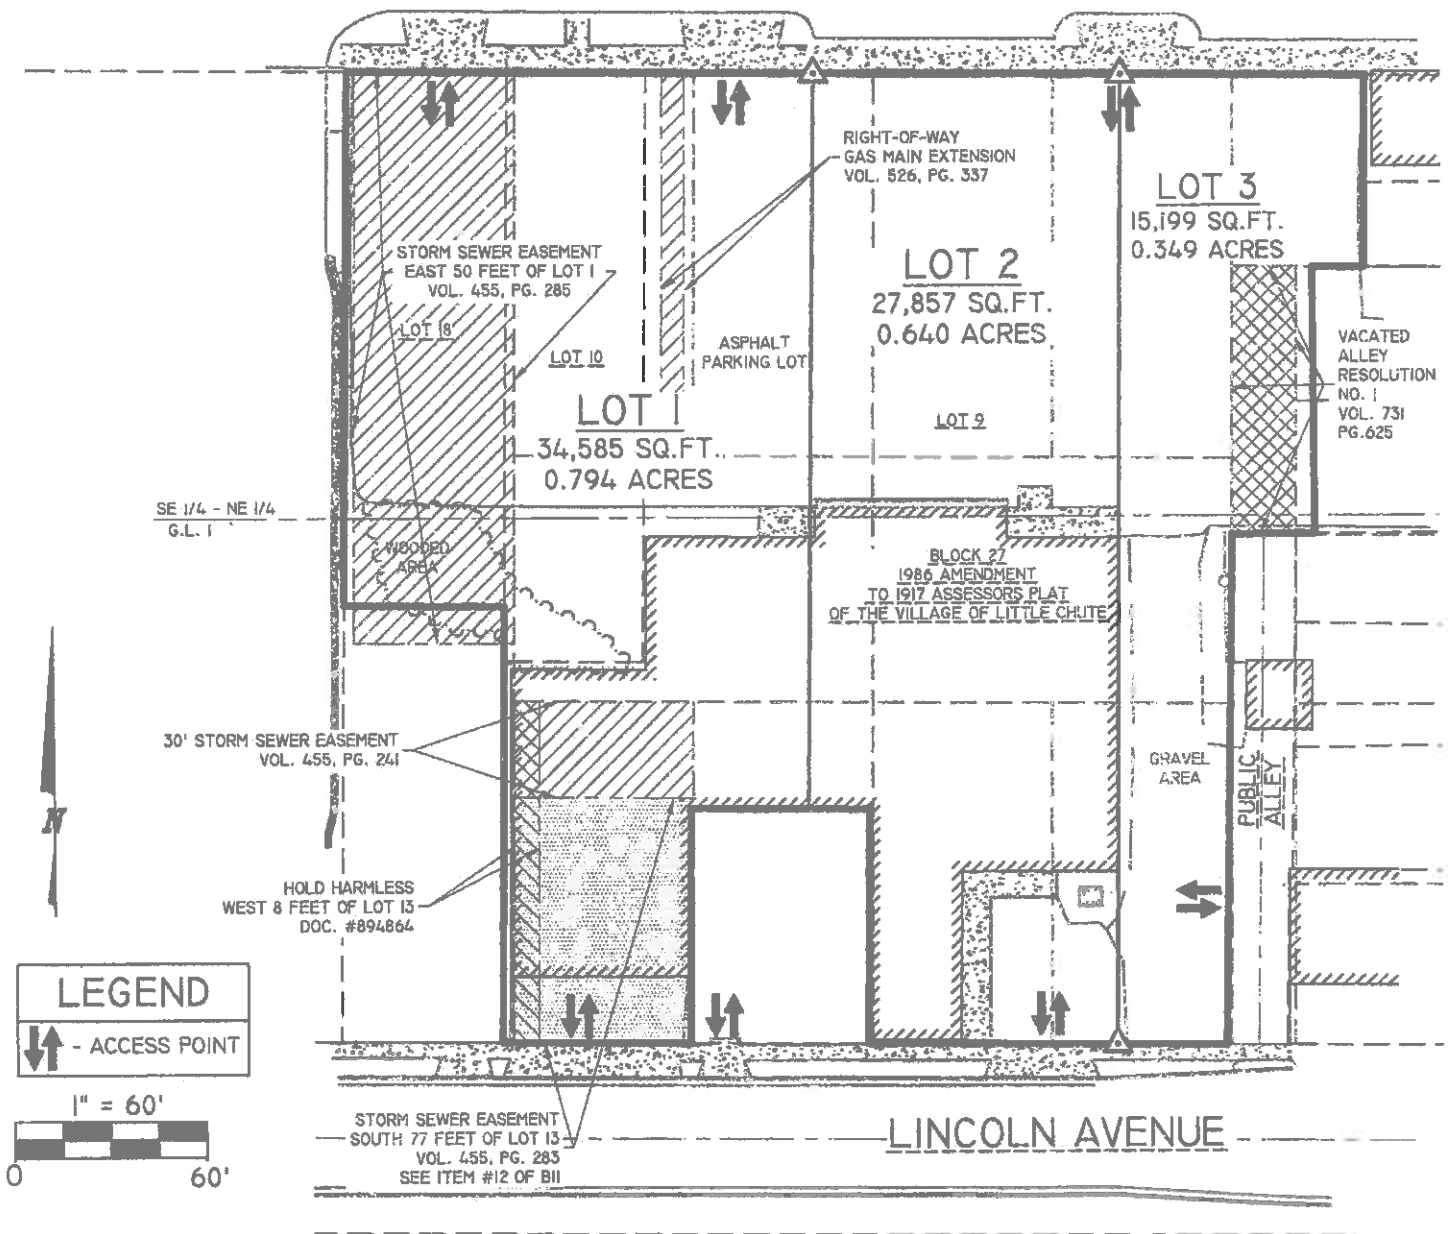 RIGHT-OF-WAY
GAS MAIN EXTENSION
VOL. 526, PG. 337
LOT 3
15,199 SQ.FT.
0.349 ACRES
STORM SEWER EASEMENT
EAST 50 FEET OF LOT 1
VOL. 455, PG. 285
LOT 2
27,857 SQ.FT.
0.640 ACRES
LOT 18
LOT 10
ASPHALT
PARKING LOT
VACATED
ALLEY
RESOLUTION
NO. 1
VOL. 731
PG.625
LOT 1
34,585 SQ.FT.
0.794 ACRES
LOT 9
SE 1/4 - NE 1/4
G.L. 1
WOODED
AREA
BLOCK 27
1986 AMENDMENT
TO 1917 ASSESSORS PLAT
OF THE VILLAGE OF LITTLE CHUTE
30' STORM SEWER EASEMENT
VOL. 455, PG. 241
GRAVEL
AREA
PUBLIC
ALLEY
N
HOLD HARMLESS
WEST 8 FEET OF LOT 13
DOC. #894864
LEGEND
- ACCESS POINT
1" = 60'
0 60'
STORM SEWER EASEMENT
SOUTH 77 FEET OF LOT 13
VOL. 455, PG. 283
SEE ITEM #12 OF BII
LINCOLN AVENUE